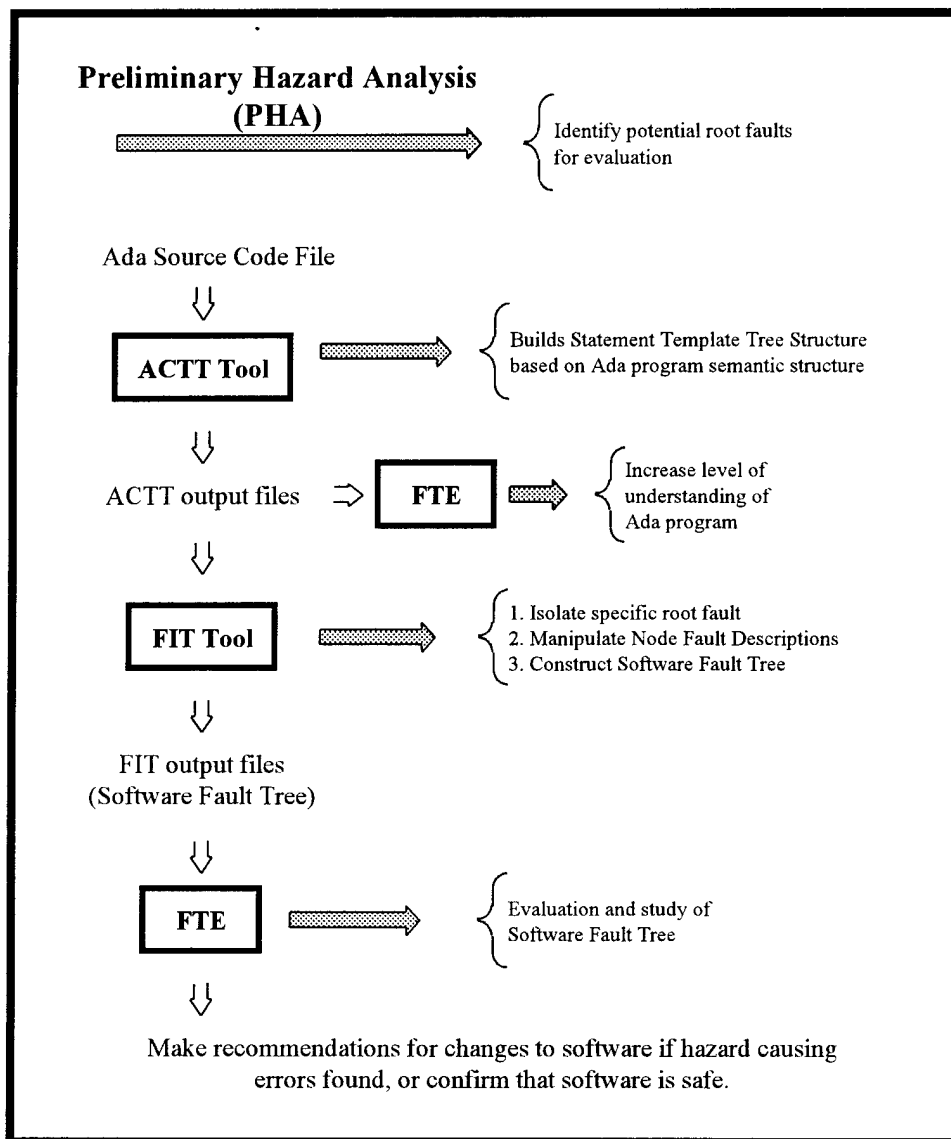 Preliminary Hazard Analysis
(PHA)
Identify potential root faults
for evaluation
Ada Source Code File
ACTT Tool
Builds Statement Template Tree Structure
based on Ada program semantic structure
ACTT output files
FTE
Increase level of
understanding of
Ada program
FIT Tool
1. Isolate specific root fault
2. Manipulate Node Fault Descriptions
3. Construct Software Fault Tree
FIT output files
(Software Fault Tree)
FTE
Evaluation and study of
Software Fault Tree
Make recommendations for changes to software if hazard causing
errors found, or confirm that software is safe.